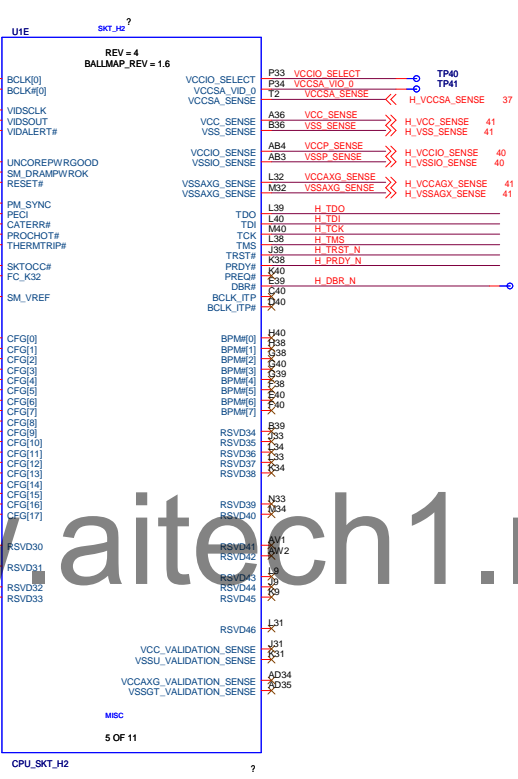 ?
U1E SKT_H2
REV = 4
BALLMAP_REV = 1.6
BCLK[0] VCCIO_SELECT P33 VCCIO_SELECT TP40
BCLK#[0] VCCSA_VID_0 P34 VCCSA_VIO_0 TP41
VCCSA_SENSE T2 VCCSA_SENSE H_VCCSA_SENSE 37
VIDSCLK
VIDSOUT VCC_SENSE A36 VCC_SENSE H_VCC_SENSE 41
VIDALERT# VSS_SENSE B36 VSS_SENSE H_VSS_SENSE 41
VCCIO_SENSE AB4 VCCP_SENSE H_VCCIO_SENSE 40
UNCOREPWRGOOD VSSIO_SENSE AB3 VSSP_SENSE H_VSSIO_SENSE 40
SM_DRAMPWROK
RESET# VCCAXG_SENSE L32 VCCAXG_SENSE H_VCCAGX_SENSE 41
VSSAXG_SENSE M32 VSSAXG_SENSE H_VSSAGX_SENSE 41
PM_SYNC
PECI TDO L39 H_TDO
CATERR# TDI L40 H_TDI
PROCHOT# TCK M40 H_TCK
THERMTRIP# TMS L38 H_TMS
TRST# J39 H_TRST_N
SKTOCC# PRDY# K38 H_PRDY_N
FC_K32 PREQ# K40
DBR# E39 H_DBR_N
SM_VREF BCLK_ITP C40
BCLK_ITP# D40
CFG[0] BPM#[0] H40
CFG[1] BPM#[1] H38
CFG[2] BPM#[2] G38
CFG[3] BPM#[3] G40
CFG[4] BPM#[4] G39
CFG[5] BPM#[5] F38
CFG[6] BPM#[6] E40
CFG[7] BPM#[7] F40
CFG[8]
CFG[9] RSVD34 B39
CFG[10] RSVD35 J33
CFG[11] RSVD36 L34
CFG[12] RSVD37 L33
CFG[13] RSVD38 K34
CFG[14]
CFG[15]
CFG[16] RSVD39 N33
CFG[17] RSVD40 M34
RSVD30 RSVD41 AV1
RSVD42 AW2
RSVD31
RSVD43 L9
RSVD32 RSVD44 J9
RSVD33 RSVD45 K9
RSVD46 L31
VCC_VALIDATION_SENSE J31
VSSU_VALIDATION_SENSE K31
VCCAXG_VALIDATION_SENSE AD34
VSSGT_VALIDATION_SENSE AD35
MISC
5 OF 11
CPU_SKT_H2 ?
.aitech1.